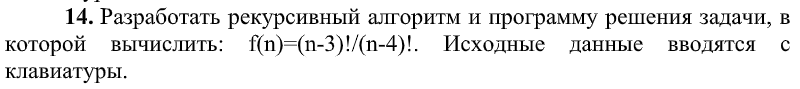 14. Разработать рекурсивный алгоритм и программу решения задачи, в
которой вычислить: f(n)=(n-3)!/(n-4)!. Исходные данные вводятся с
клавиатуры.